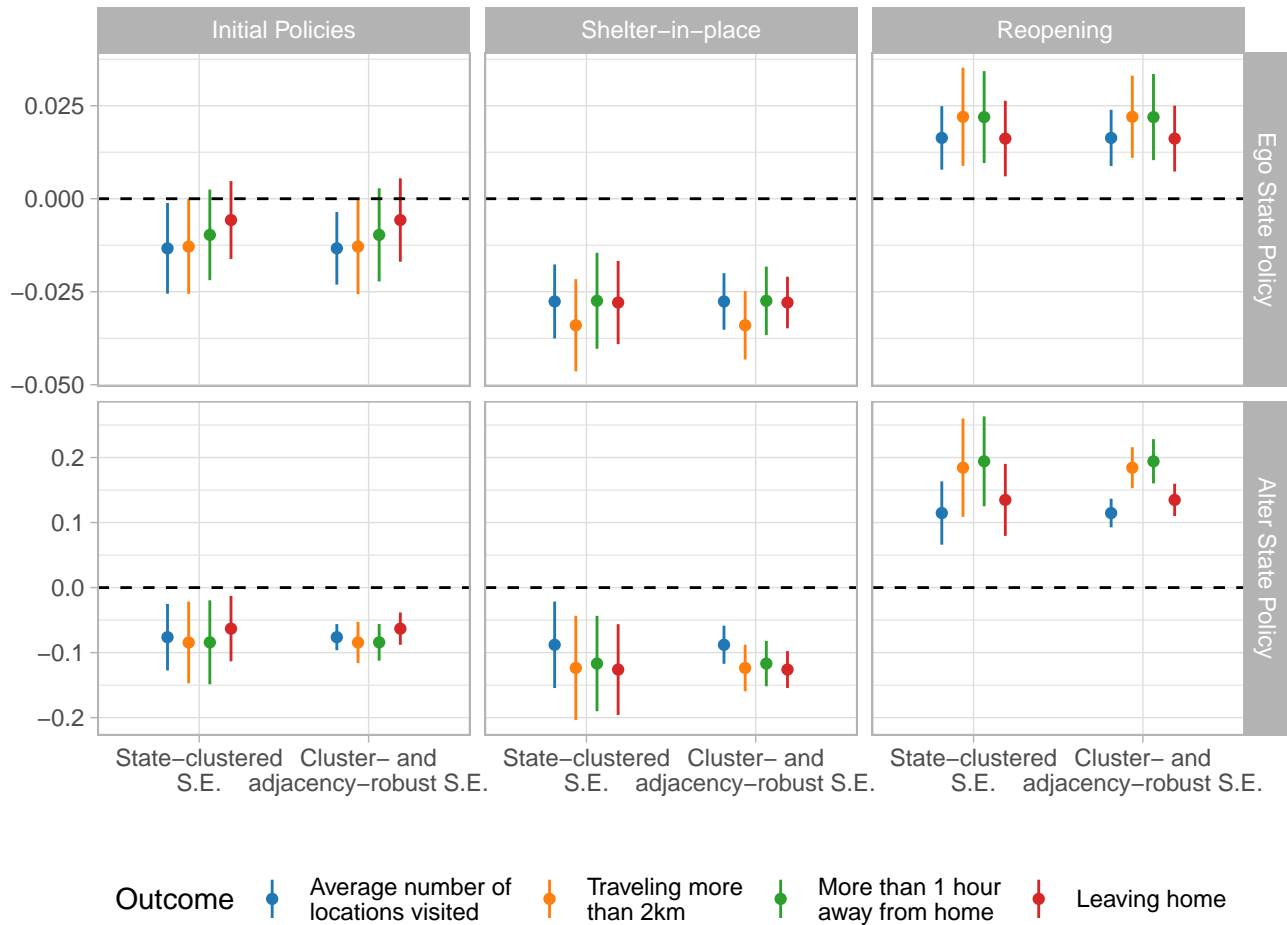 Initial Policies
Shelter−in−place
Reopening
0.025
0.000
−0.025
−0.050
Ego State Policy
0.2
0.1
0.0
−0.1
−0.2
Alter State Policy
State−clustered
S.E.
Cluster− and
adjacency−robust S.E.
State−clustered
S.E.
Cluster− and
adjacency−robust S.E.
State−clustered
S.E.
Cluster− and
adjacency−robust S.E.
Outcome
Average number of
locations visited
Traveling more
than 2km
More than 1 hour
away from home
Leaving home